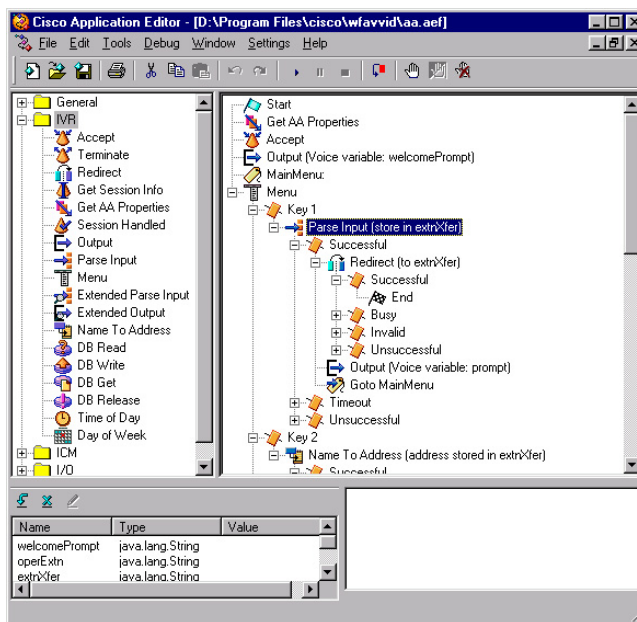 Cisco Application Editor - [D:\Program Files\cisco\wfavvid\aa.aef]
File Edit Tools Debug Window Settings Help
General
IVR
Accept
Terminate
Redirect
Get Session Info
Get AA Properties
Session Handled
Output
Parse Input
Menu
Extended Parse Input
Extended Output
Name To Address
DB Read
DB Write
DB Get
DB Release
Time of Day
Day of Week
ICM
I/O
Start
Get AA Properties
Accept
Output (Voice variable: welcomePrompt)
MainMenu:
Menu
Key 1
Parse Input (store in extnXfer)
Successful
Redirect (to extnXfer)
Successful
End
Busy
Invalid
Unsuccessful
Output (Voice variable: prompt)
Goto MainMenu
Timeout
Unsuccessful
Key 2
Name To Address (address stored in extnXfer)
Successful
Name Type Value
welcomePrompt java.lang.String
operExtn java.lang.String
extnXfer java.lang.String